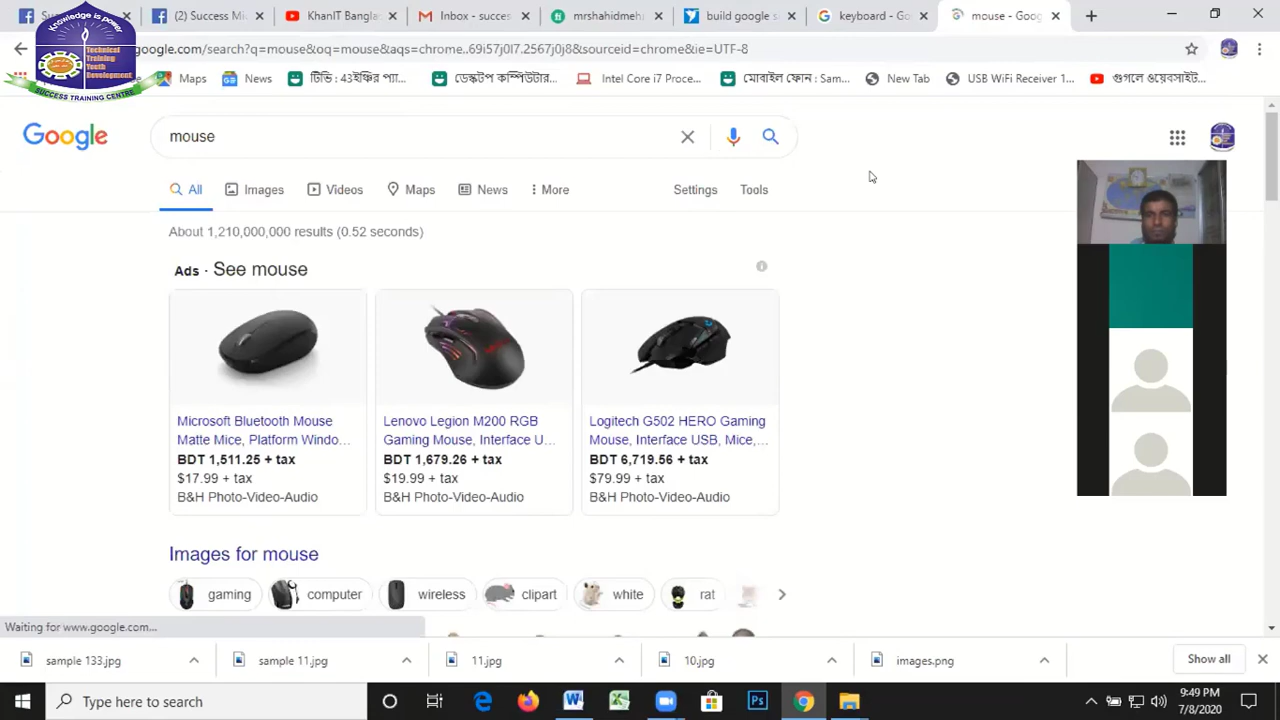 Success Mi...
(2) Success Mi...
KhanIT Bangla...
Inbox - succes...
mrshahidmeha...
build google s...
keyboard - Go...
mouse - Goog...
google.com/search?q=mouse&oq=mouse&aqs=chrome..69i57j0l7.2567j0j8&sourceid=chrome&ie=UTF-8
Knowledge is power
Technical
Training
Youth
Development
SUCCESS TRAINING CENTRE
Maps
News
টিভি : 43ইঞ্চির প্যা...
ডেস্কটপ কম্পিউটার...
Intel Core i7 Proce...
মোবাইল ফোন : Sam...
New Tab
USB WiFi Receiver 1...
গুগলে ওয়েবসাইট...
Google
mouse
All
Images
Videos
Maps
News
More
Settings
Tools
About 1,210,000,000 results (0.52 seconds)
Ads · See mouse
Microsoft Bluetooth Mouse
Matte Mice, Platform Windo...
BDT 1,511.25 + tax
$17.99 + tax
B&H Photo-Video-Audio
Lenovo Legion M200 RGB
Gaming Mouse, Interface U...
BDT 1,679.26 + tax
$19.99 + tax
B&H Photo-Video-Audio
Logitech G502 HERO Gaming
Mouse, Interface USB, Mice,...
BDT 6,719.56 + tax
$79.99 + tax
B&H Photo-Video-Audio
Images for mouse
gaming
computer
wireless
clipart
white
rat
Waiting for www.google.com...
sample 133.jpg
sample 11.jpg
11.jpg
10.jpg
images.png
Show all
Type here to search
9:49 PM
7/8/2020